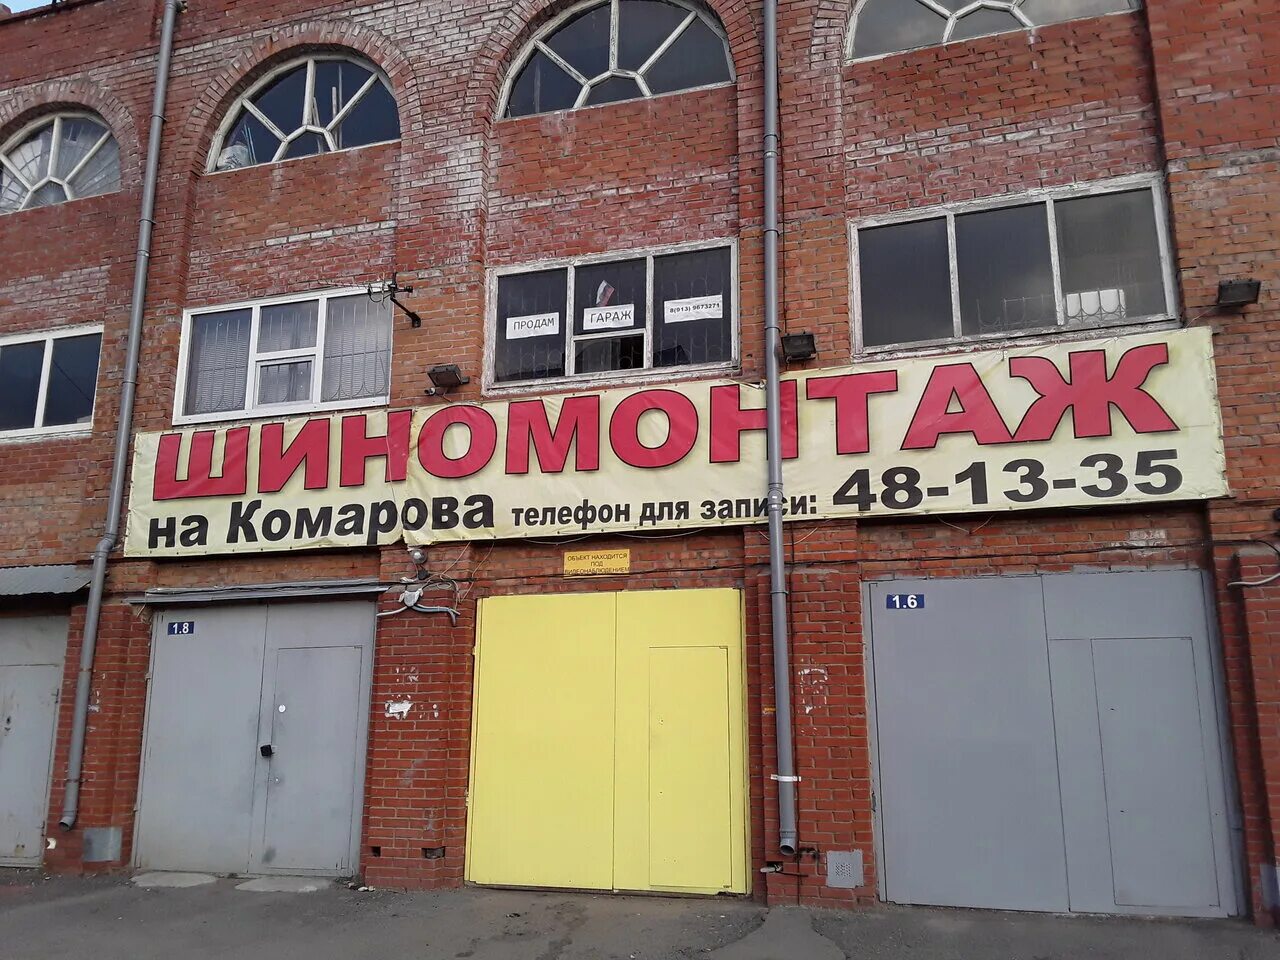 ПРОДАМ ГАРАЖ 8(913) 9673271
ШИНОМОНТАЖ
на Комарова телефон для записи: 48-13-35
ОБЪЕКТ НАХОДИТСЯ
ПОД
ВИДЕОНАБЛЮДЕНИЕМ
1.8
1.6